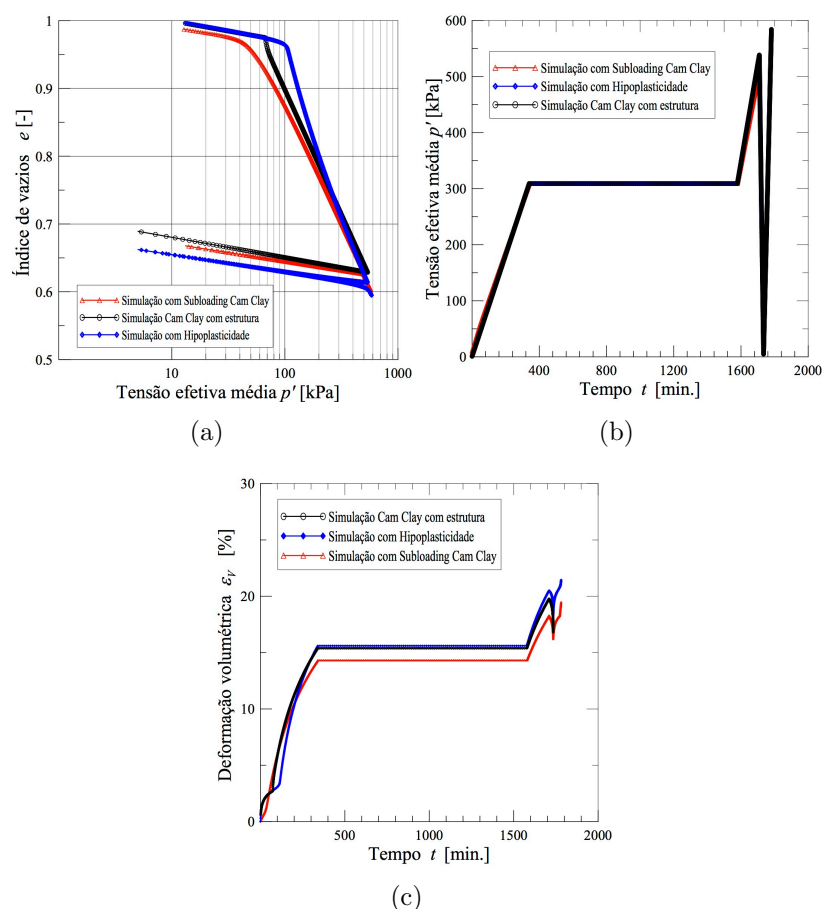 1
0.9
0.8
0.7
0.6
0.5
Índice de vazios e [-]
Simulação com Subloading Cam Clay
Simulação Cam Clay com estrutura
Simulação com Hipoplasticidade
10
100
1000
Tensão efetiva média p' [kPa]
(a)
600
500
400
300
200
100
0
Tensão efetiva média p' [kPa]
Simulação com Subloading Cam Clay
Simulação com Hipoplasticidade
Simulação Cam Clay com estrutura
400
800
1200
1600
2000
Tempo t [min.]
(b)
30
20
10
0
Deformação volumétrica εV [%]
Simulação Cam Clay com estrutura
Simulação com Hipoplasticidade
Simulação com Subloading Cam Clay
500
1000
1500
2000
Tempo t [min.]
(c)